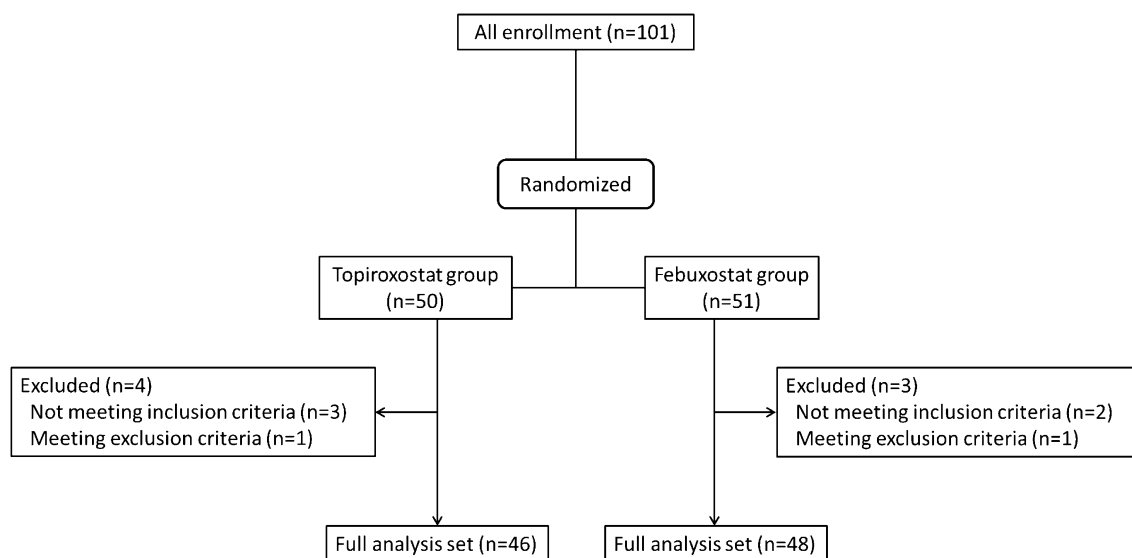 All enrollment (n=101)
Randomized
Topiroxostat group
(n=50)
Febuxostat group
(n=51)
Excluded (n=4)
Not meeting inclusion criteria (n=3)
Meeting exclusion criteria (n=1)
Excluded (n=3)
Not meeting inclusion criteria (n=2)
Meeting exclusion criteria (n=1)
Full analysis set (n=46)
Full analysis set (n=48)